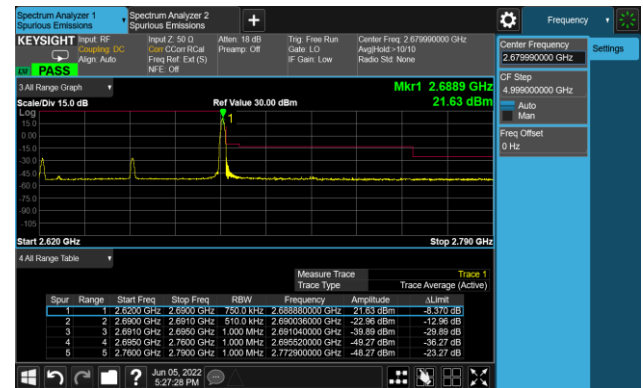 Spectrum Analyzer 1
Spurious Emissions
Spectrum Analyzer 2
Spurious Emissions
Frequency
KEYSIGHT
Input: RF
Coupling: DC
Align: Auto
Input Z: 50 Ω
Corr CCorr RCal
Freq Ref: Ext (S)
NFE: Off
Atten: 18 dB
Preamp: Off
Trig: Free Run
Gate: LO
IF Gain: Low
Center Freq: 2.679990000 GHz
Avg|Hold:>10/10
Radio Std: None
PASS
Center Frequency
2.679990000 GHz
Settings
CF Step
4.999000000 GHz
Auto
Man
Freq Offset
0 Hz
3 All Range Graph
Mkr1 2.6889 GHz
Scale/Div 15.0 dB
Ref Value 30.00 dBm
21.63 dBm
Log
1
15.0
0.00
-15.0
-30.0
-45.0
-60.0
-75.0
-90.0
-105
Start 2.620 GHz
Stop 2.790 GHz
4 All Range Table
Measure Trace Trace 1
Trace Type Trace Average (Active)
Spur Range Start Freq Stop Freq RBW Frequency Amplitude ΔLimit
1 1 2.6200 GHz 2.6900 GHz 750.0 kHz 2.688880000 GHz 21.63 dBm -8.370 dB
2 2 2.6900 GHz 2.6910 GHz 510.0 kHz 2.690036000 GHz -22.96 dBm -12.96 dB
3 3 2.6910 GHz 2.6950 GHz 1.000 MHz 2.691040000 GHz -39.89 dBm -29.89 dB
4 4 2.6950 GHz 2.7600 GHz 1.000 MHz 2.695520000 GHz -49.27 dBm -36.27 dB
5 5 2.7600 GHz 2.7900 GHz 1.000 MHz 2.772900000 GHz -48.27 dBm -23.27 dB
Jun 05, 2022
5:27:28 PM